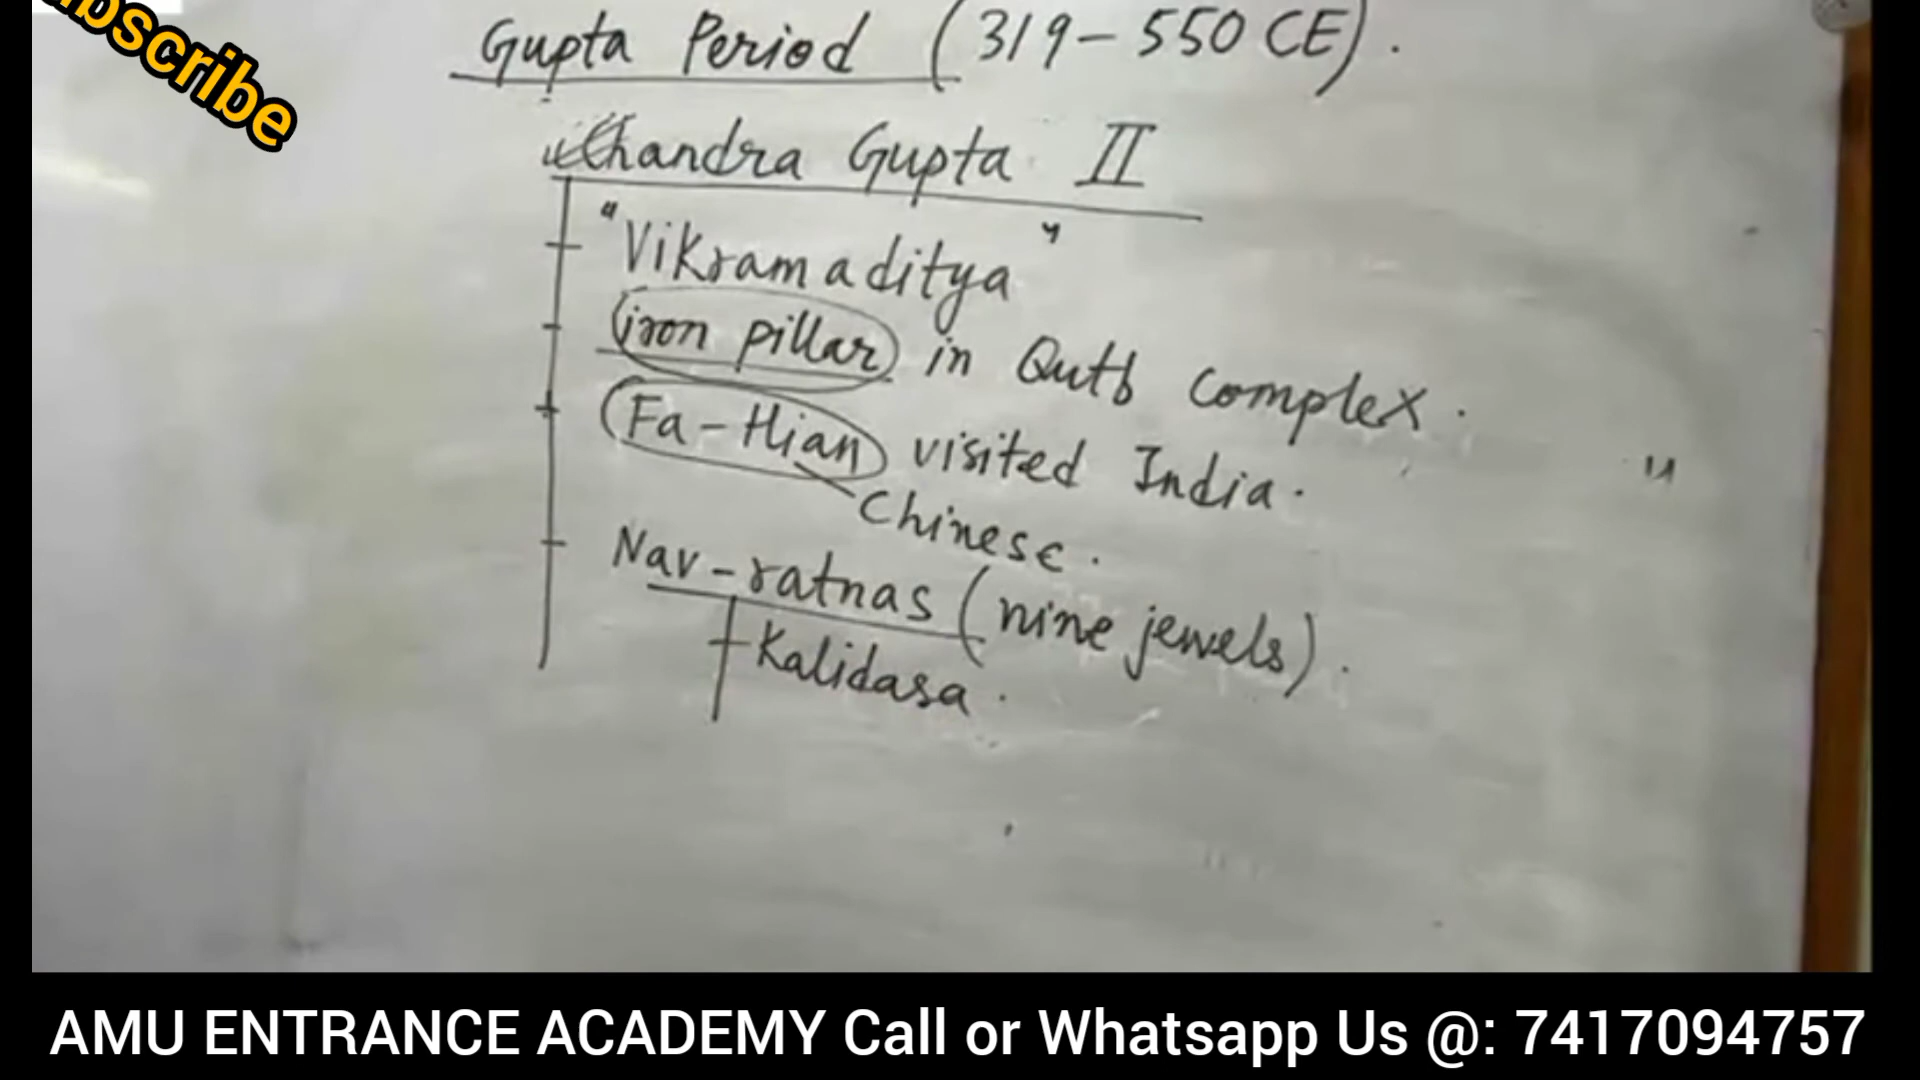 bscribe
Gupta Period (319-550 CE).
Chandra Gupta II
"Vikramaditya"
iron pillar in Qutb complex.
Fa-Hian visited India.
Chinese.
Nav-ratnas (nine jewels).
Kalidasa.
AMU ENTRANCE ACADEMY Call or Whatsapp Us @: 7417094757